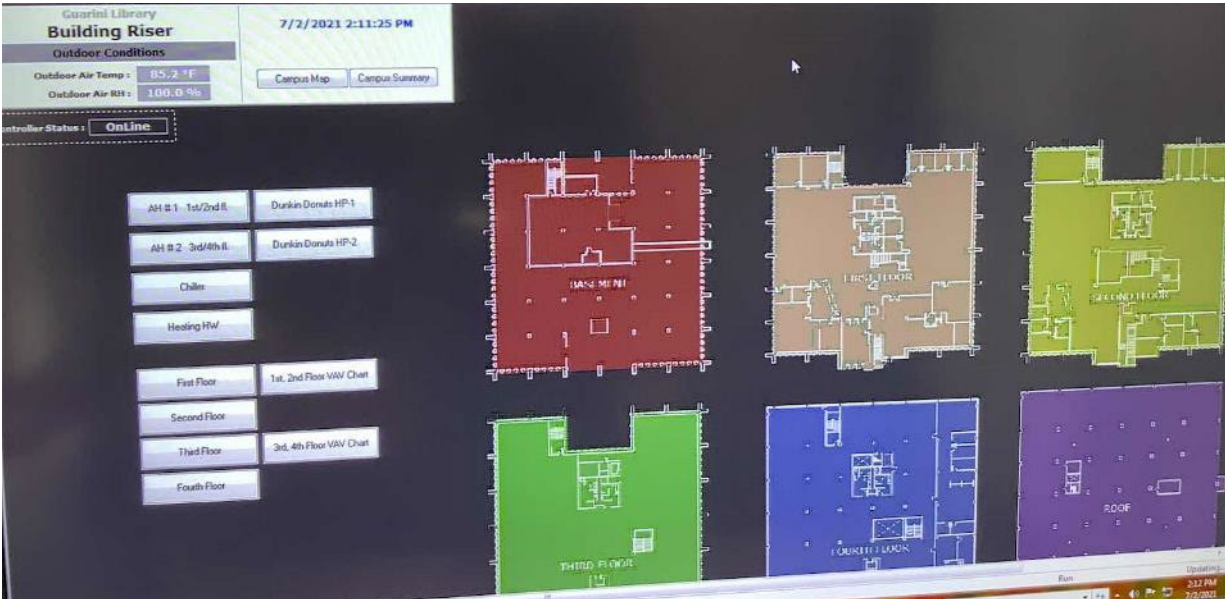 Guarini Library
Building Riser
Outdoor Conditions
Outdoor Air Temp : 85.2 °F
Outdoor Air RH : 100.0 %
7/2/2021 2:11:25 PM
Campus Map
Campus Summary
ontroller Status : OnLine
AH # 1 1st/2nd fl.
Dunkin Donuts HP-1
AH # 2 3rd/4th fl.
Dunkin Donuts HP-2
Chiller
Heating HW
First Floor
1st, 2nd Floor VAV Chart
Second Floor
Third Floor
3rd, 4th Floor VAV Chart
Fourth Floor
BASEMENT
FIRST FLOOR
SECOND FLOOR
THIRD FLOOR
FOURTH FLOOR
ROOF
Run
Updating...
2:12 PM
7/2/2021